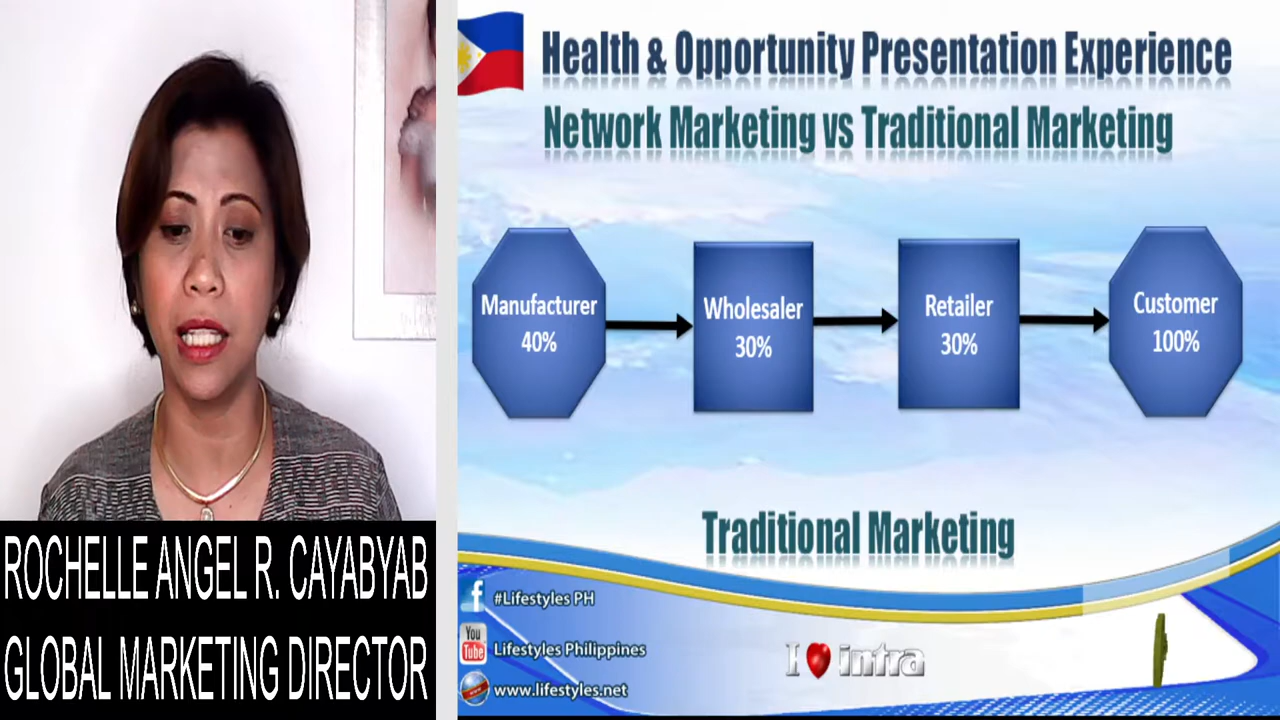 Health & Opportunity Presentation Experience
Network Marketing vs Traditional Marketing
Manufacturer
40%
Wholesaler
30%
Retailer
30%
Customer
100%
Traditional Marketing
ROCHELLE ANGEL R. CAYABYAB
GLOBAL MARKETING DIRECTOR
f #Lifestyles PH
You
Tube
Lifestyles Philippines
www.lifestyles.net
I intra